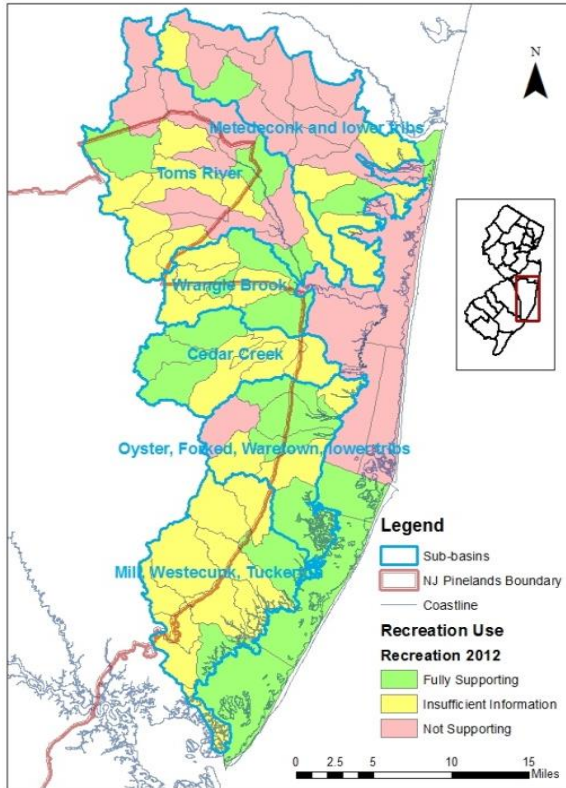 N
Metedeconk and lower tribs
Toms River
Wrangle Brook
Cedar Creek
Oyster, Forked, Waretown, lower tribs
Mill, Westecunk, Tuckerton
Legend
Sub-basins
NJ Pinelands Boundary
Coastline
Recreation Use
Recreation 2012
Fully Supporting
Insufficient Information
Not Supporting
0 2.5 5 10 15
Miles